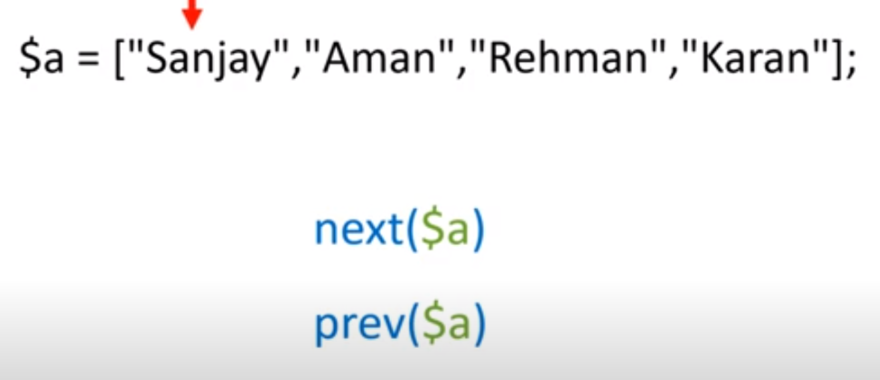 $a = ["Sanjay","Aman","Rehman","Karan"];
next($a)
prev($a)